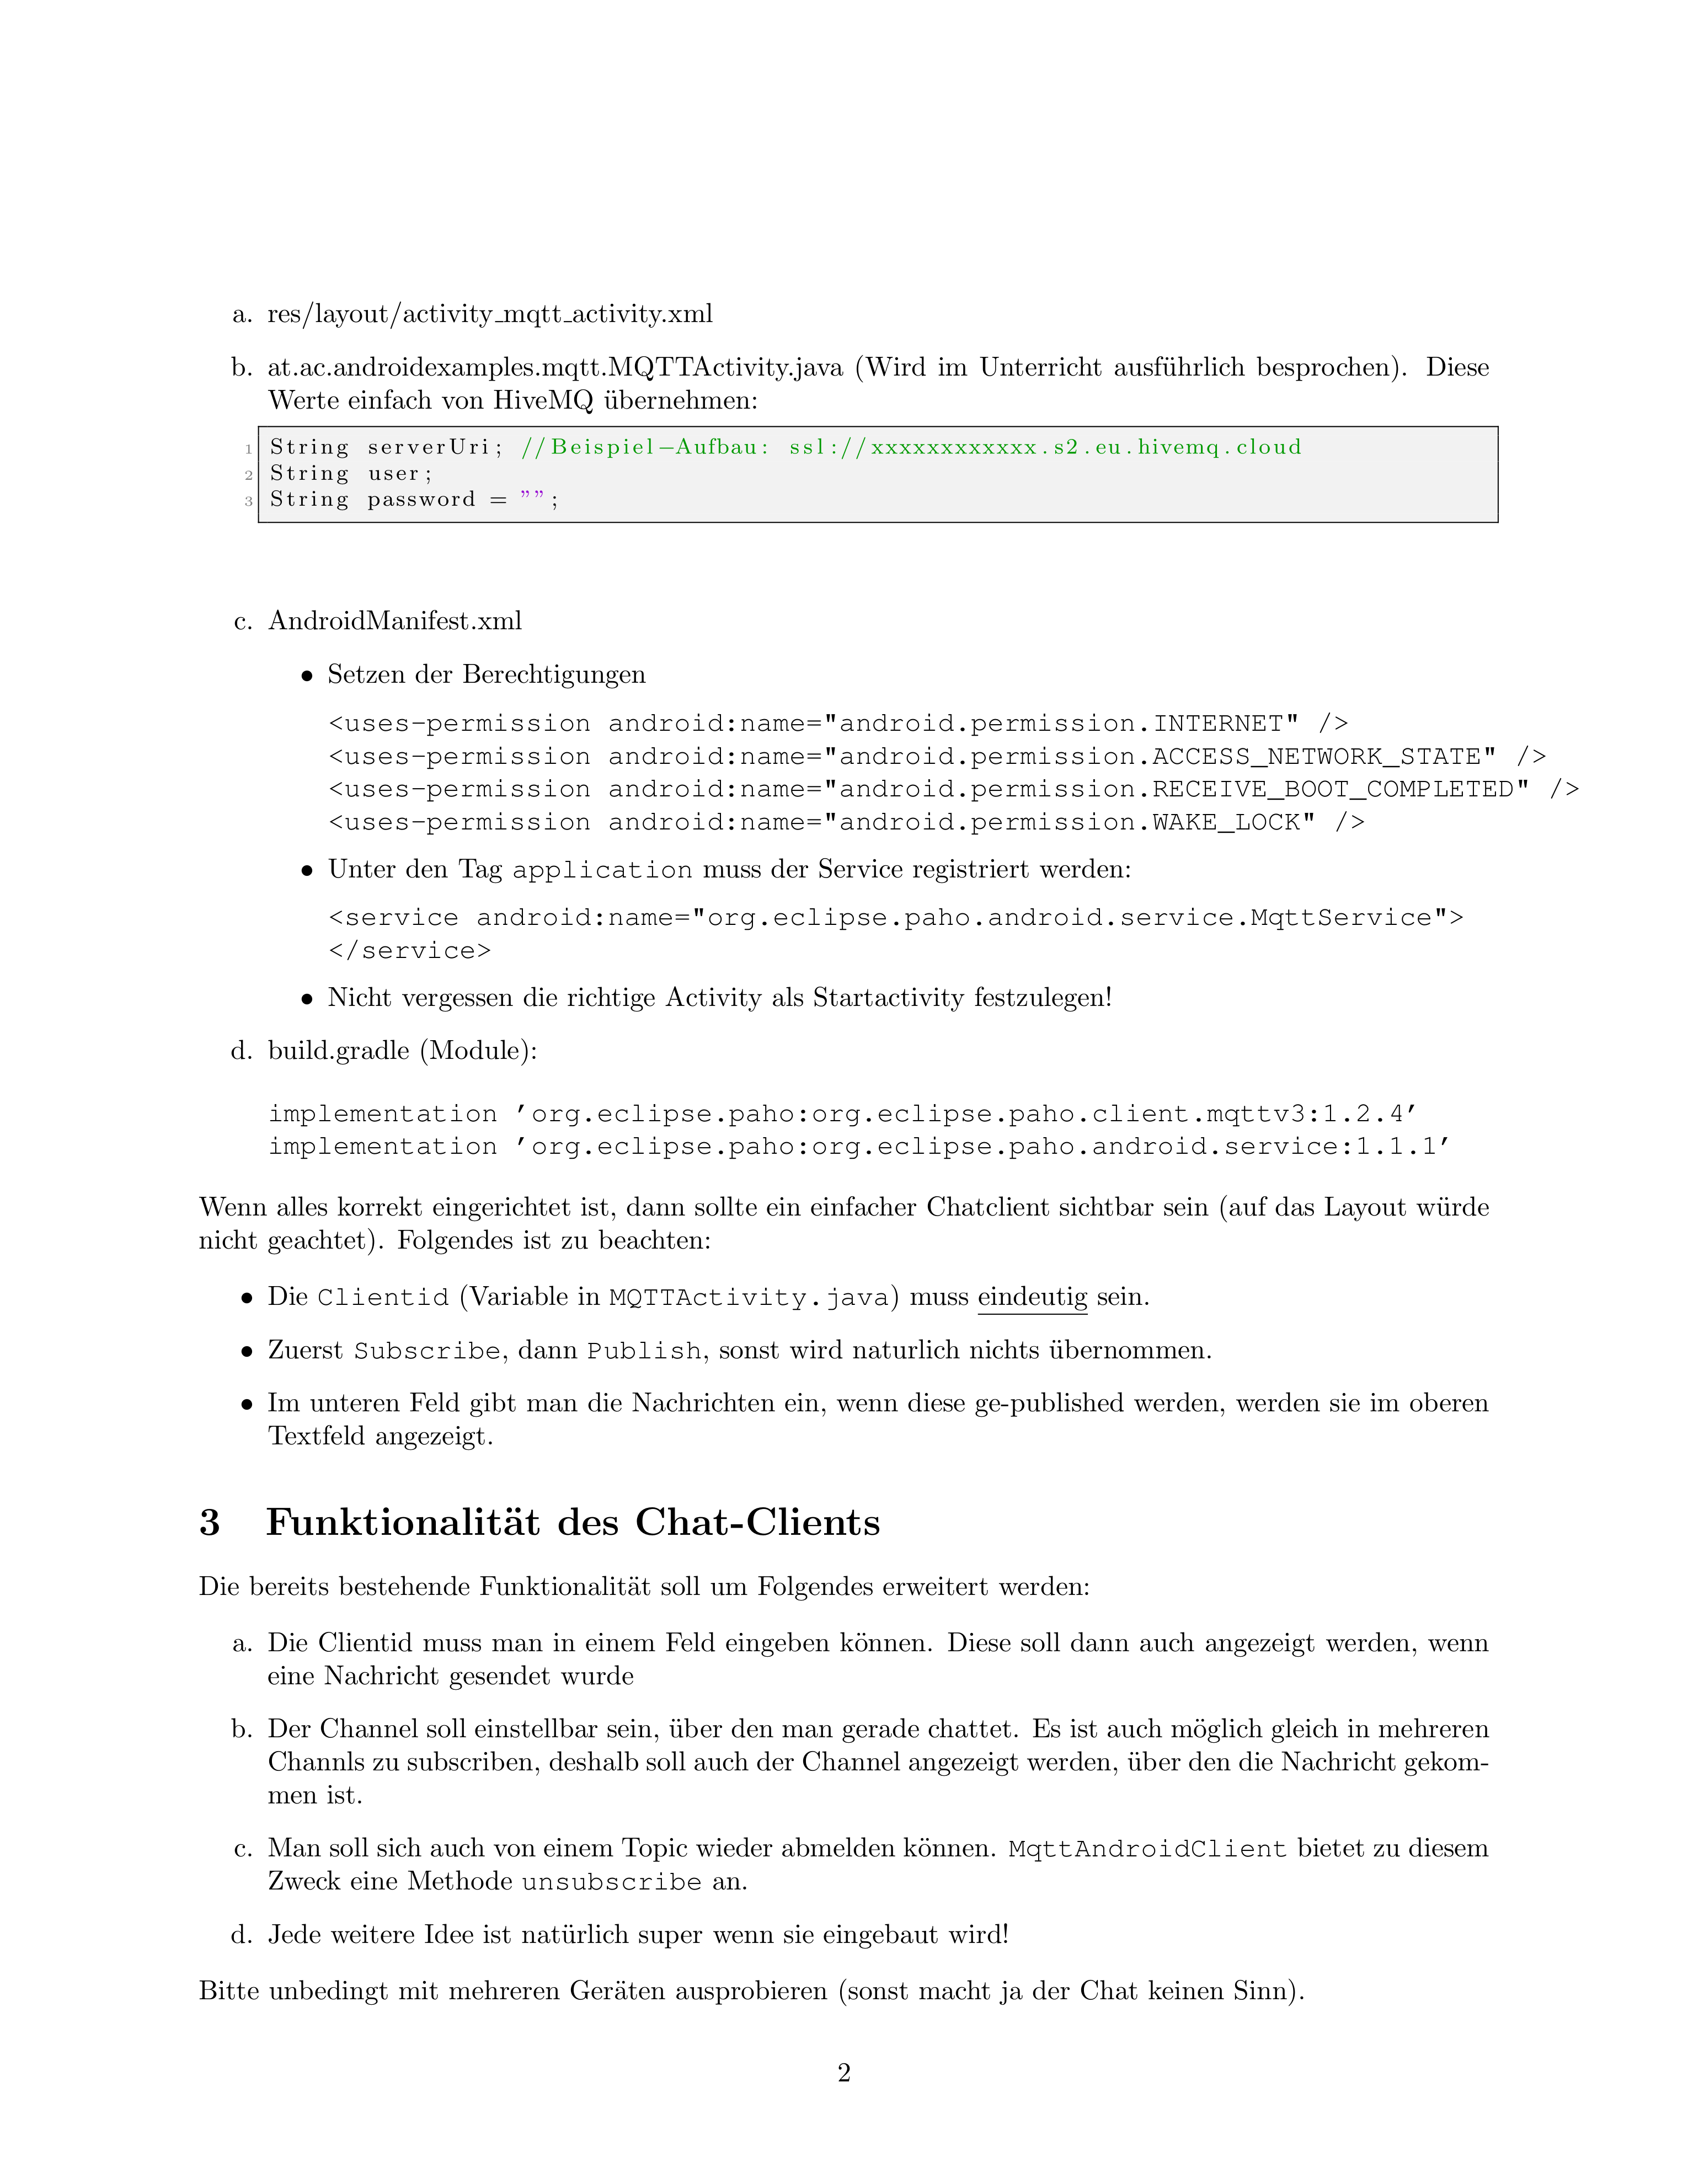 a. res/layout/activity_mqtt_activity.xml
b. at.ac.androidexamples.mqtt.MQTTActivity.java (Wird im Unterricht ausführlich besprochen). Diese
Werte einfach von HiveMQ übernehmen:
1 String serverUri; //Beispiel−Aufbau: ssl://xxxxxxxxxxxx.s2.eu.hivemq.cloud
2 String user;
3 String password = "";
c. AndroidManifest.xml
• Setzen der Berechtigungen
<uses-permission android:name="android.permission.INTERNET" />
<uses-permission android:name="android.permission.ACCESS_NETWORK_STATE" />
<uses-permission android:name="android.permission.RECEIVE_BOOT_COMPLETED" />
<uses-permission android:name="android.permission.WAKE_LOCK" />
• Unter den Tag application muss der Service registriert werden:
<service android:name="org.eclipse.paho.android.service.MqttService">
</service>
• Nicht vergessen die richtige Activity als Startactivity festzulegen!
d. build.gradle (Module):
implementation ’org.eclipse.paho:org.eclipse.paho.client.mqttv3:1.2.4’
implementation ’org.eclipse.paho:org.eclipse.paho.android.service:1.1.1’
Wenn alles korrekt eingerichtet ist, dann sollte ein einfacher Chatclient sichtbar sein (auf das Layout würde
nicht geachtet). Folgendes ist zu beachten:
• Die Clientid (Variable in MQTTActivity.java) muss eindeutig sein.
• Zuerst Subscribe, dann Publish, sonst wird naturlich nichts übernommen.
• Im unteren Feld gibt man die Nachrichten ein, wenn diese ge-published werden, werden sie im oberen
Textfeld angezeigt.
3 Funktionalität des Chat-Clients
Die bereits bestehende Funktionalität soll um Folgendes erweitert werden:
a. Die Clientid muss man in einem Feld eingeben können. Diese soll dann auch angezeigt werden, wenn
eine Nachricht gesendet wurde
b. Der Channel soll einstellbar sein, über den man gerade chattet. Es ist auch möglich gleich in mehreren
Channls zu subscriben, deshalb soll auch der Channel angezeigt werden, über den die Nachricht gekom-
men ist.
c. Man soll sich auch von einem Topic wieder abmelden können. MqttAndroidClient bietet zu diesem
Zweck eine Methode unsubscribe an.
d. Jede weitere Idee ist natürlich super wenn sie eingebaut wird!
Bitte unbedingt mit mehreren Geräten ausprobieren (sonst macht ja der Chat keinen Sinn).
2